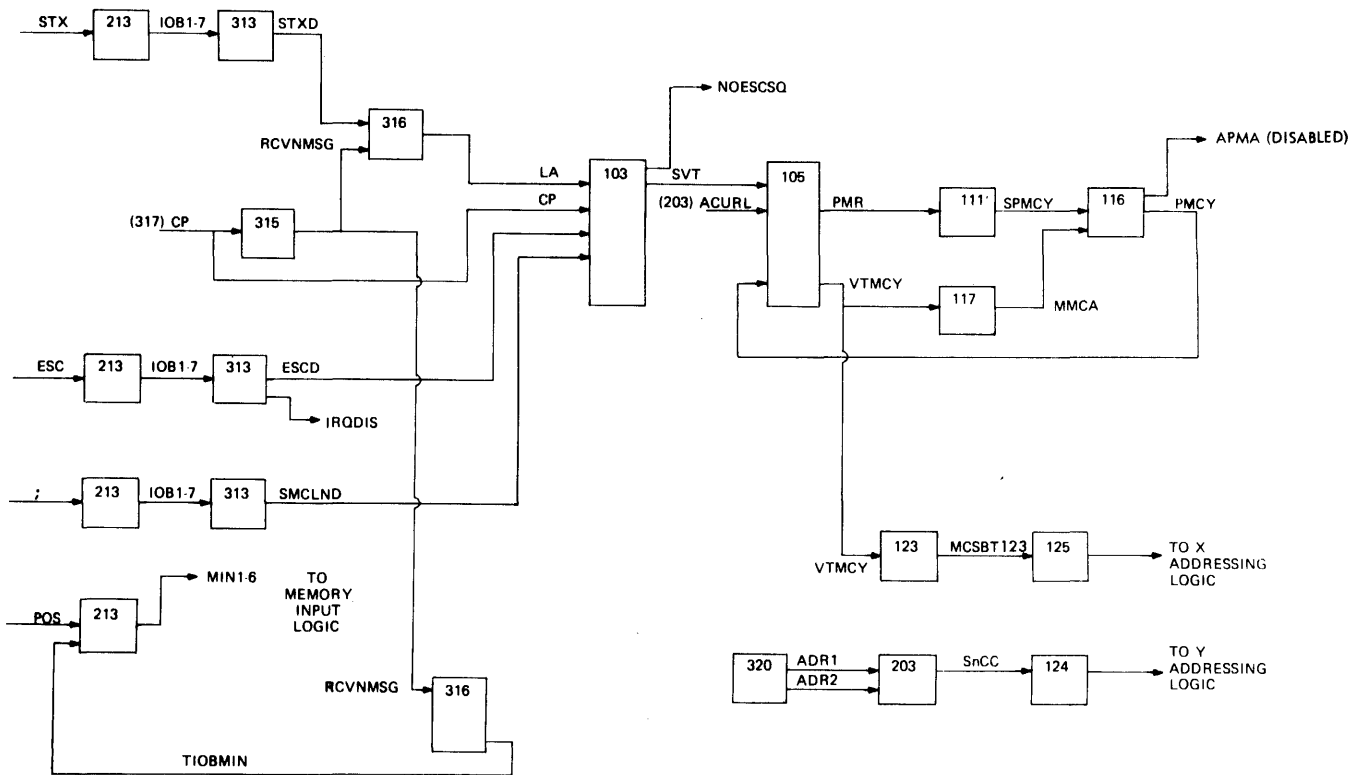 STX
213
IOB1-7
313
STXD
316
RCVNMSG
NOESCSQ
APMA (DISABLED)
LA
CP
103
SVT
(203) ACURL
105
PMR
111
SPMCY
116
PMCY
(317) CP
315
VTMCY
117
MMCA
ESC
213
IOB1-7
313
ESCD
IRQDIS
;
213
IOB1-7
313
SMCLND
VTMCY
123
MCSBT123
125
TO X
ADDRESSING
LOGIC
POS
213
MIN1-6
TO
MEMORY
INPUT
LOGIC
RCVNMSG
316
TIOBMIN
320
ADR1
ADR2
203
SnCC
124
TO Y
ADDRESSING
LOGIC